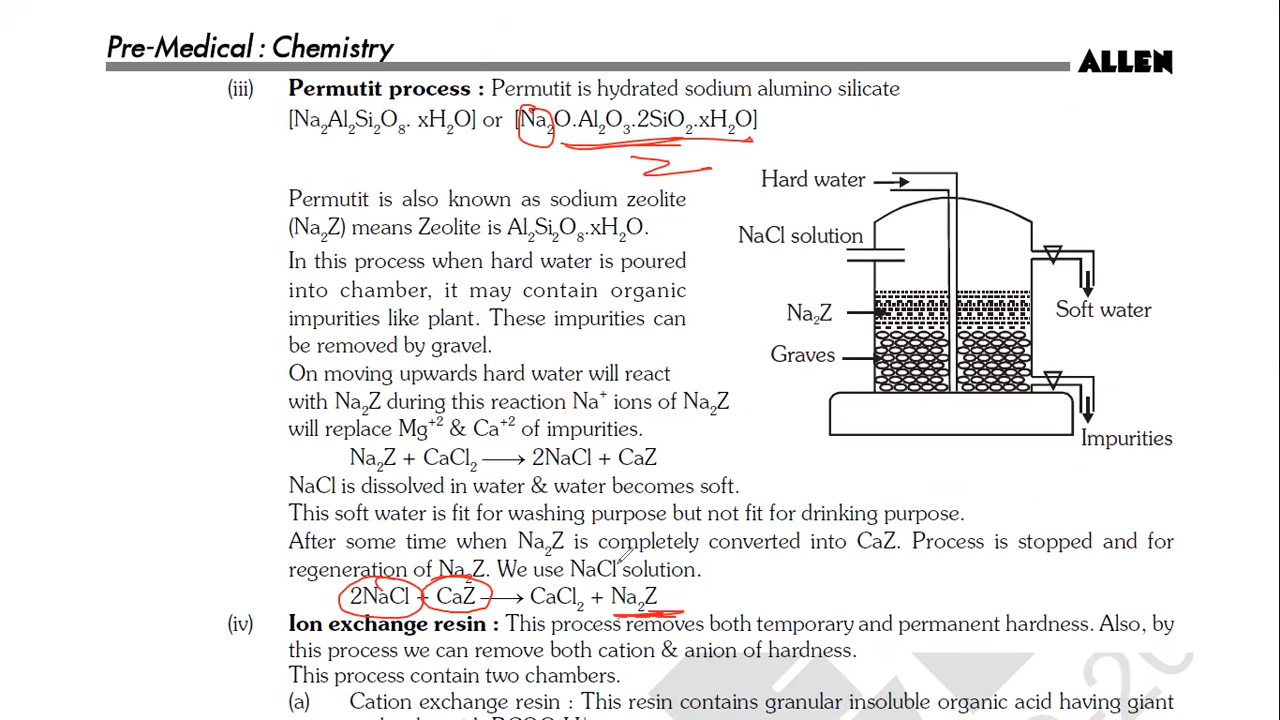 Pre-Medical : Chemistry
ALLEN
(iii) Permutit process : Permutit is hydrated sodium alumino silicate
[Na₂Al₂Si₂O₈. xH₂O] or [Na₂O.Al₂O₃.2SiO₂.xH₂O]
Z
Permutit is also known as sodium zeolite
(Na₂Z) means Zeolite is Al₂Si₂O₈.xH₂O.
In this process when hard water is poured
into chamber, it may contain organic
impurities like plant. These impurities can
be removed by gravel.
On moving upwards hard water will react
with Na₂Z during this reaction Na⁺ ions of Na₂Z
will replace Mg⁺² & Ca⁺² of impurities.
Na₂Z + CaCl₂ ⟶ 2NaCl + CaZ
Hard water
NaCl solution
Na₂Z
Soft water
Graves
Impurities
NaCl is dissolved in water & water becomes soft.
This soft water is fit for washing purpose but not fit for drinking purpose.
After some time when Na₂Z is completely converted into CaZ. Process is stopped and for
regeneration of Na₂Z. We use NaCl solution.
2NaCl + CaZ ⟶ CaCl₂ + Na₂Z
(iv) Ion exchange resin : This process removes both temporary and permanent hardness. Also, by
this process we can remove both cation & anion of hardness.
This process contain two chambers.
(a) Cation exchange resin : This resin contains granular insoluble organic acid having giant